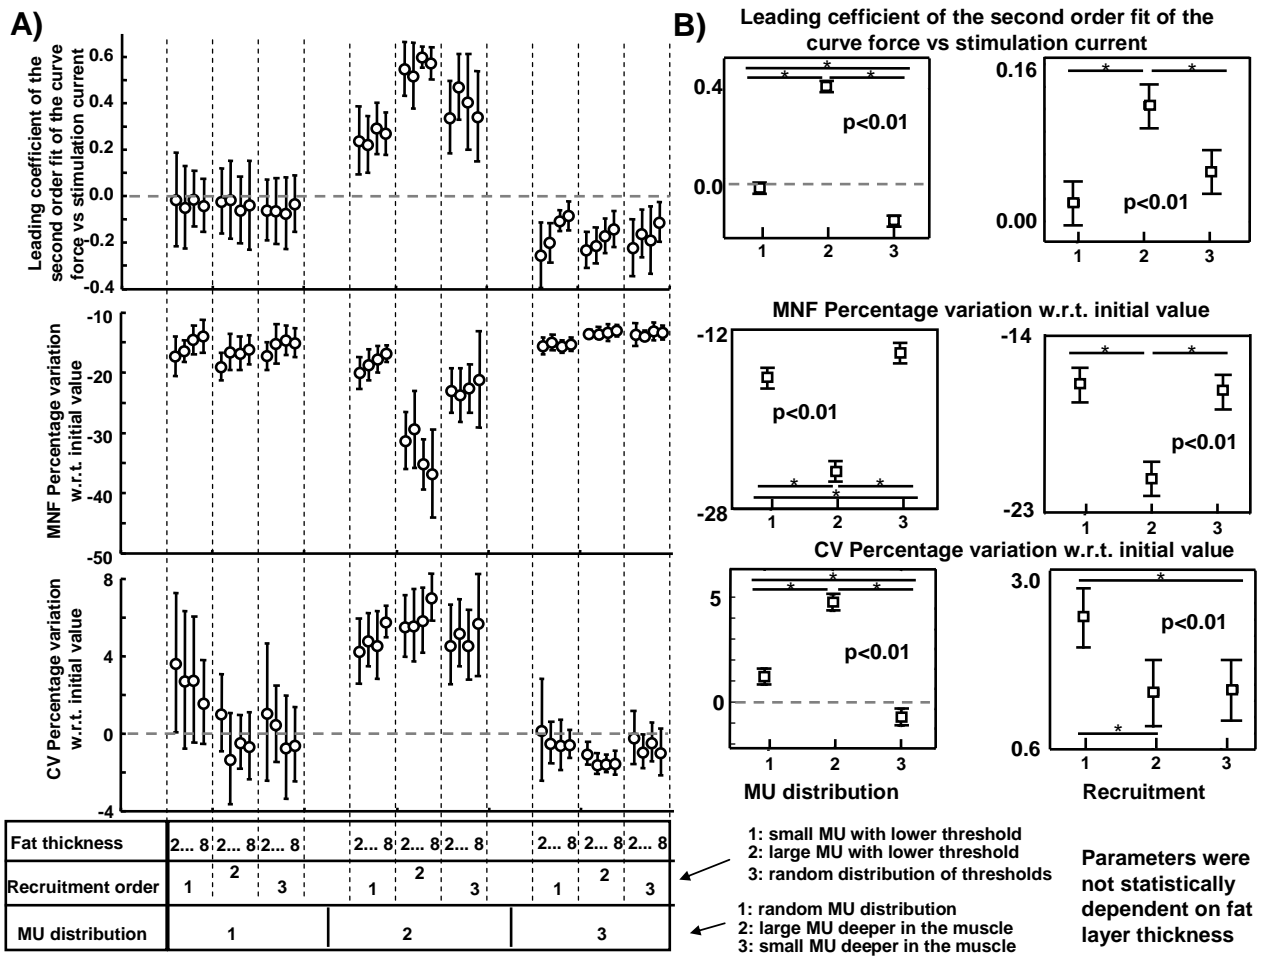 A)
Leading coefficient of the
second order fit of the curve
force vs stimulation current
0.6
0.4
0.2
0.0
-0.2
-0.4
MNF Percentage variation
w.r.t. initial value
-10
-20
-30
-40
-50
CV Percentage variation
w.r.t. initial value
8
4
0
-4
Fat thickness
2... 8 2... 8 2... 8 2... 8 2... 8 2... 8 2... 8 2... 8 2... 8
Recruitment order
1 2 3 1 2 3 1 2 3
MU distribution
1 2 3
B)
Leading cefficient of the second order fit of the
curve force vs stimulation current
0.4
0.0
* * *
p<0.01
1 2 3
0.16
0.00
* *
p<0.01
1 2 3
MNF Percentage variation w.r.t. initial value
-12
-28
p<0.01
* * *
1 2 3
-14
-23
* *
p<0.01
1 2 3
CV Percentage variation w.r.t. initial value
5
0
* * *
p<0.01
1 2 3
MU distribution
3.0
0.6
*
p<0.01
*
1 2 3
Recruitment
1: small MU with lower threshold
2: large MU with lower threshold
3: random distribution of thresholds
1: random MU distribution
2: large MU deeper in the muscle
3: small MU deeper in the muscle
Parameters were
not statistically
dependent on fat
layer thickness